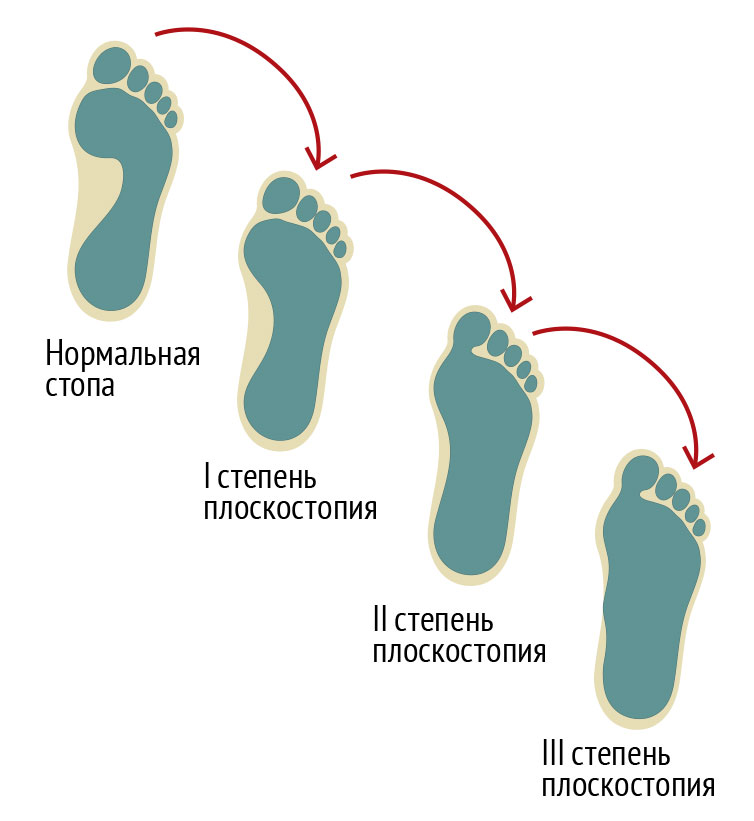 Нормальная
стопа
I степень
плоскостопия
II степень
плоскостопия
III степень
плоскостопия